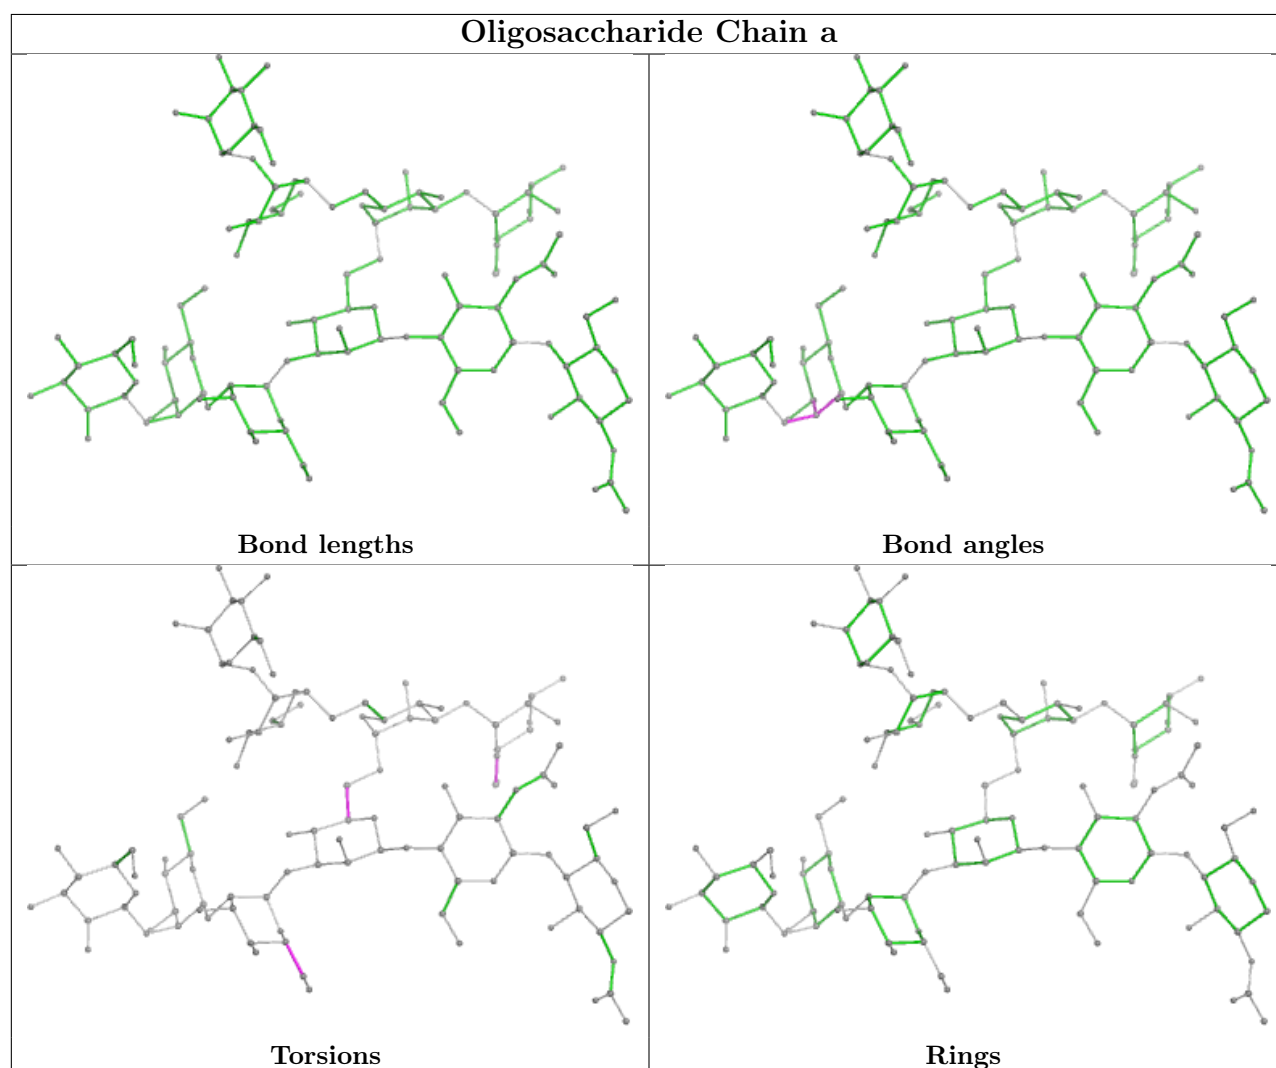 Oligosaccharide Chain a
Bond lengths
Bond angles
Torsions
Rings